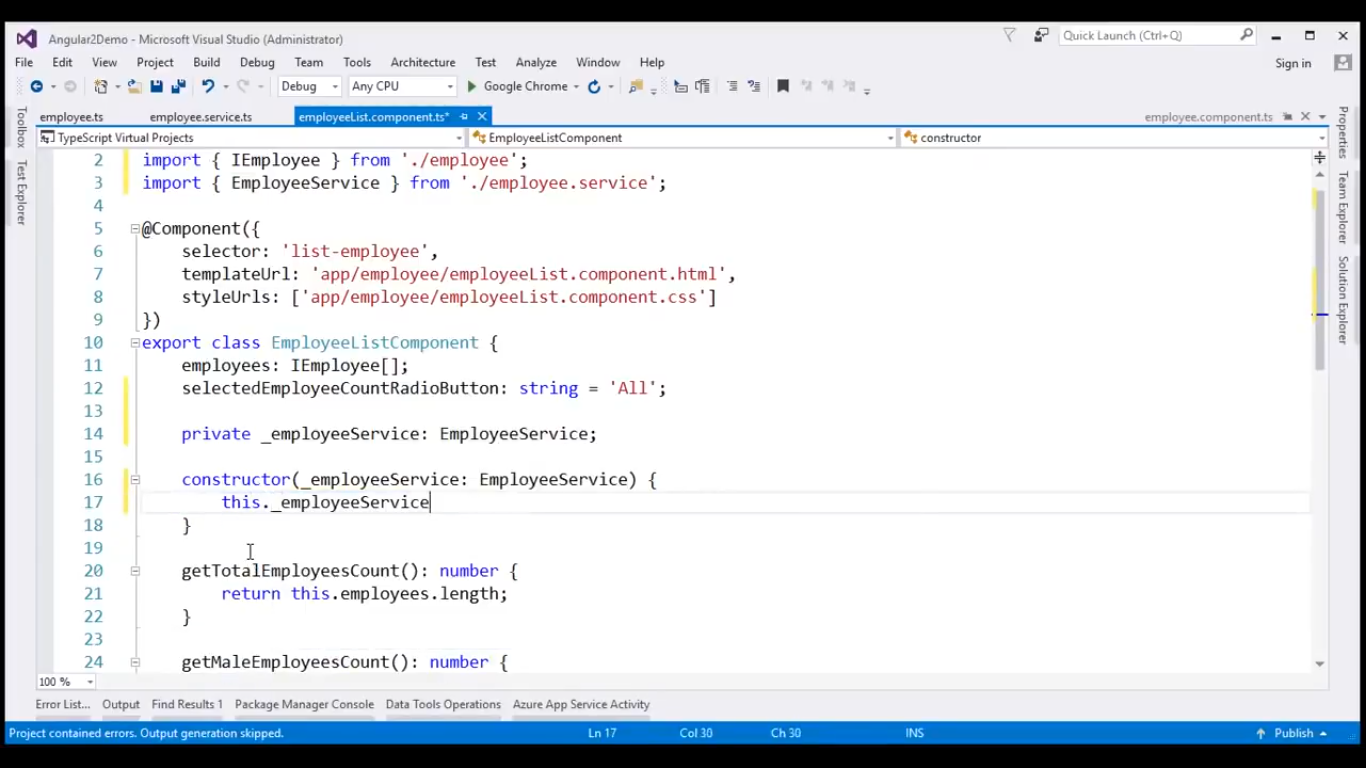 Angular2Demo - Microsoft Visual Studio (Administrator)
Quick Launch (Ctrl+Q)
File Edit View Project Build Debug Team Tools Architecture Test Analyze Window Help
Sign in
Debug Any CPU Google Chrome
employee.ts employee.service.ts employeeList.component.ts* employee.component.ts
TypeScript Virtual Projects EmployeeListComponent constructor
Toolbox
Test Explorer
Properties
Team Explorer
Solution Explorer
2 import { IEmployee } from './employee';
3 import { EmployeeService } from './employee.service';
4
5 @Component({
6 selector: 'list-employee',
7 templateUrl: 'app/employee/employeeList.component.html',
8 styleUrls: ['app/employee/employeeList.component.css']
9 })
10 export class EmployeeListComponent {
11 employees: IEmployee[];
12 selectedEmployeeCountRadioButton: string = 'All';
13
14 private _employeeService: EmployeeService;
15
16 constructor(_employeeService: EmployeeService) {
17 this._employeeService
18 }
19
20 getTotalEmployeesCount(): number {
21 return this.employees.length;
22 }
23
24 getMaleEmployeesCount(): number {
100 %
Error List... Output Find Results 1 Package Manager Console Data Tools Operations Azure App Service Activity
Project contained errors. Output generation skipped. Ln 17 Col 30 Ch 30 INS Publish